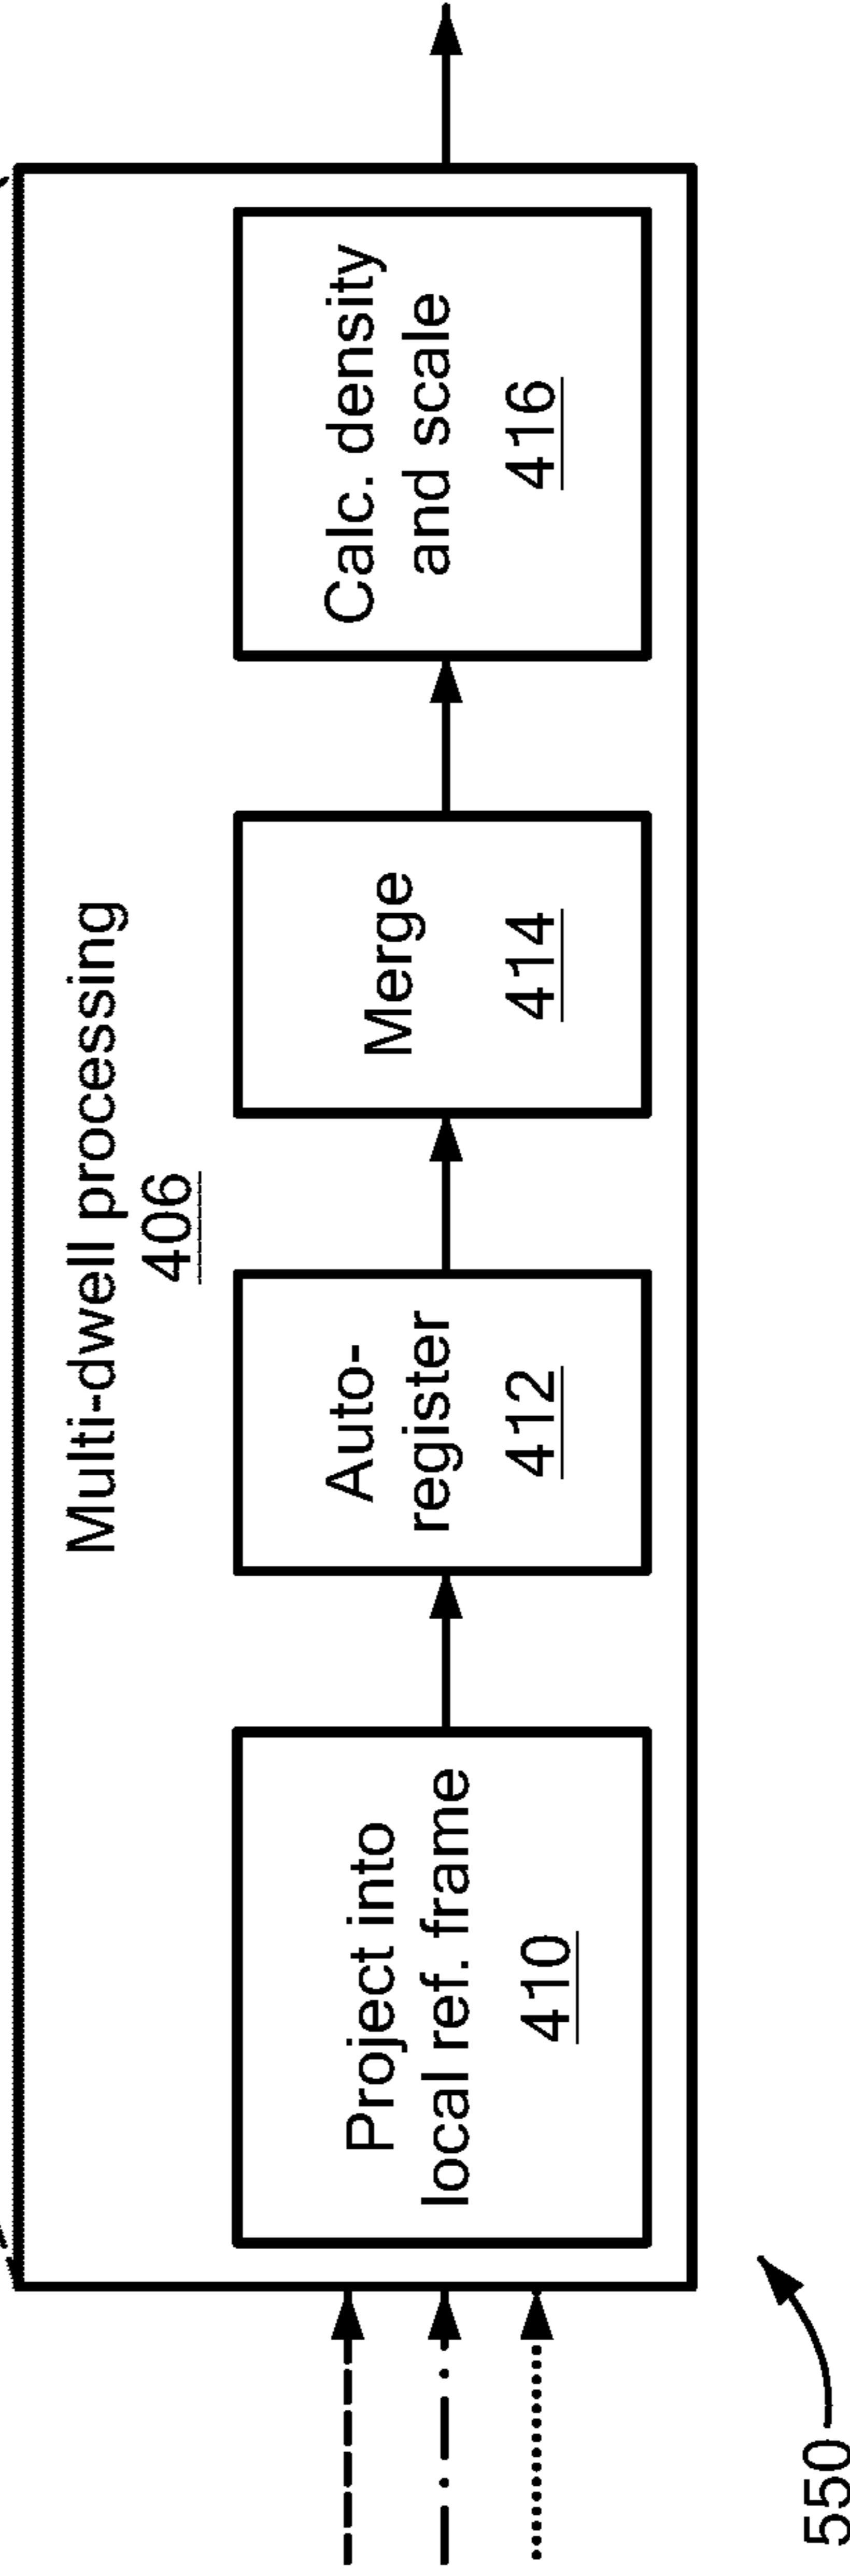 Multi-dwell processing
406
Project into
local ref. frame
410
Auto-
register
412
Merge
414
Calc. density
and scale
416
550